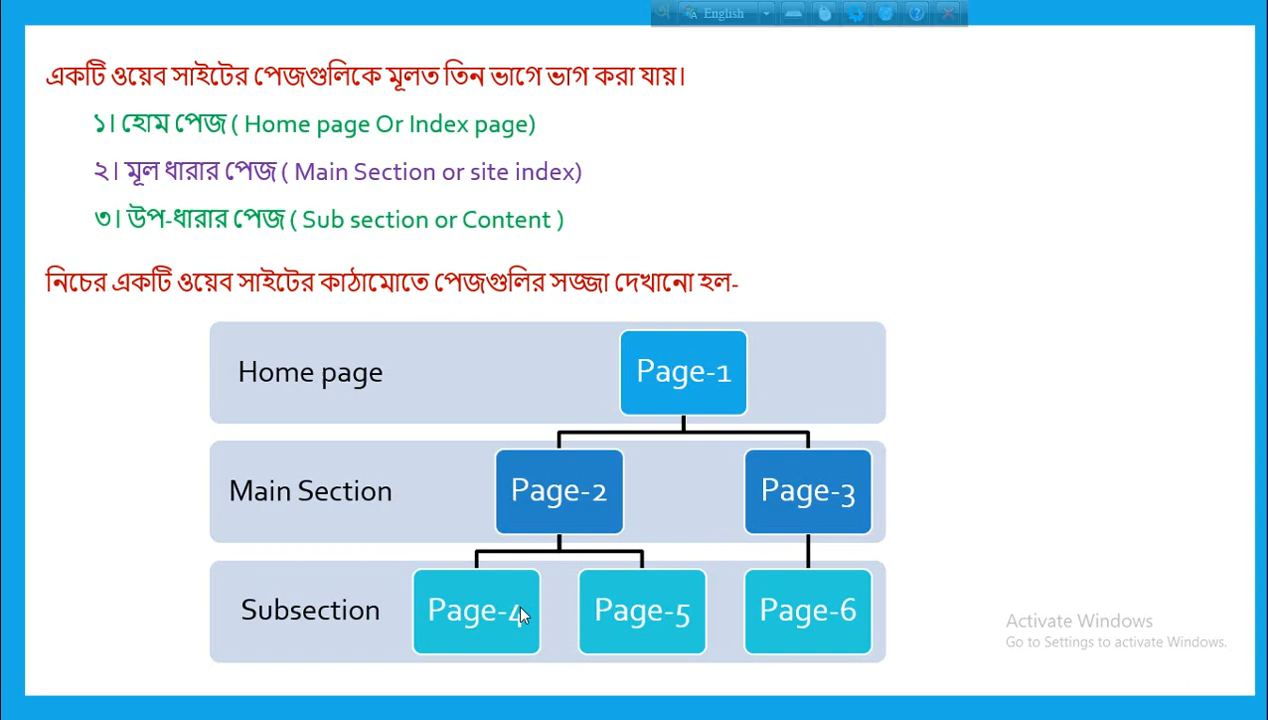 English
একটি ওয়েব সাইটের পেজগুলিকে মূলত তিন ভাগে ভাগ করা যায়।
১। হোম পেজ ( Home page Or Index page)
২। মূল ধারার পেজ ( Main Section or site index)
৩। উপ-ধারার পেজ ( Sub section or Content )
নিচের একটি ওয়েব সাইটের কাঠামোতে পেজগুলির সজ্জা দেখানো হল-
Home page Page-1
Main Section Page-2 Page-3
Subsection Page-4 Page-5 Page-6
Activate Windows
Go to Settings to activate Windows.